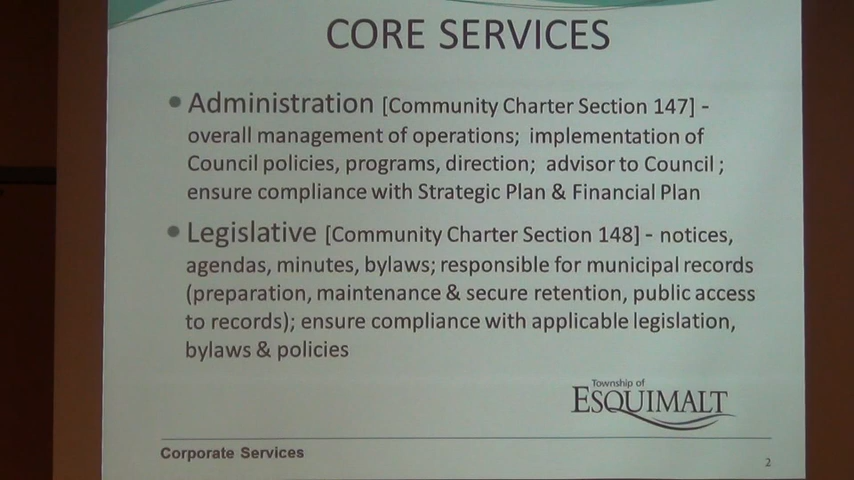 CORE SERVICES
• Administration [Community Charter Section 147] -
overall management of operations; implementation of
Council policies, programs, direction; advisor to Council ;
ensure compliance with Strategic Plan & Financial Plan
• Legislative [Community Charter Section 148] - notices,
agendas, minutes, bylaws; responsible for municipal records
(preparation, maintenance & secure retention, public access
to records); ensure compliance with applicable legislation,
bylaws & policies
Township of
ESQUIMALT
Corporate Services
2